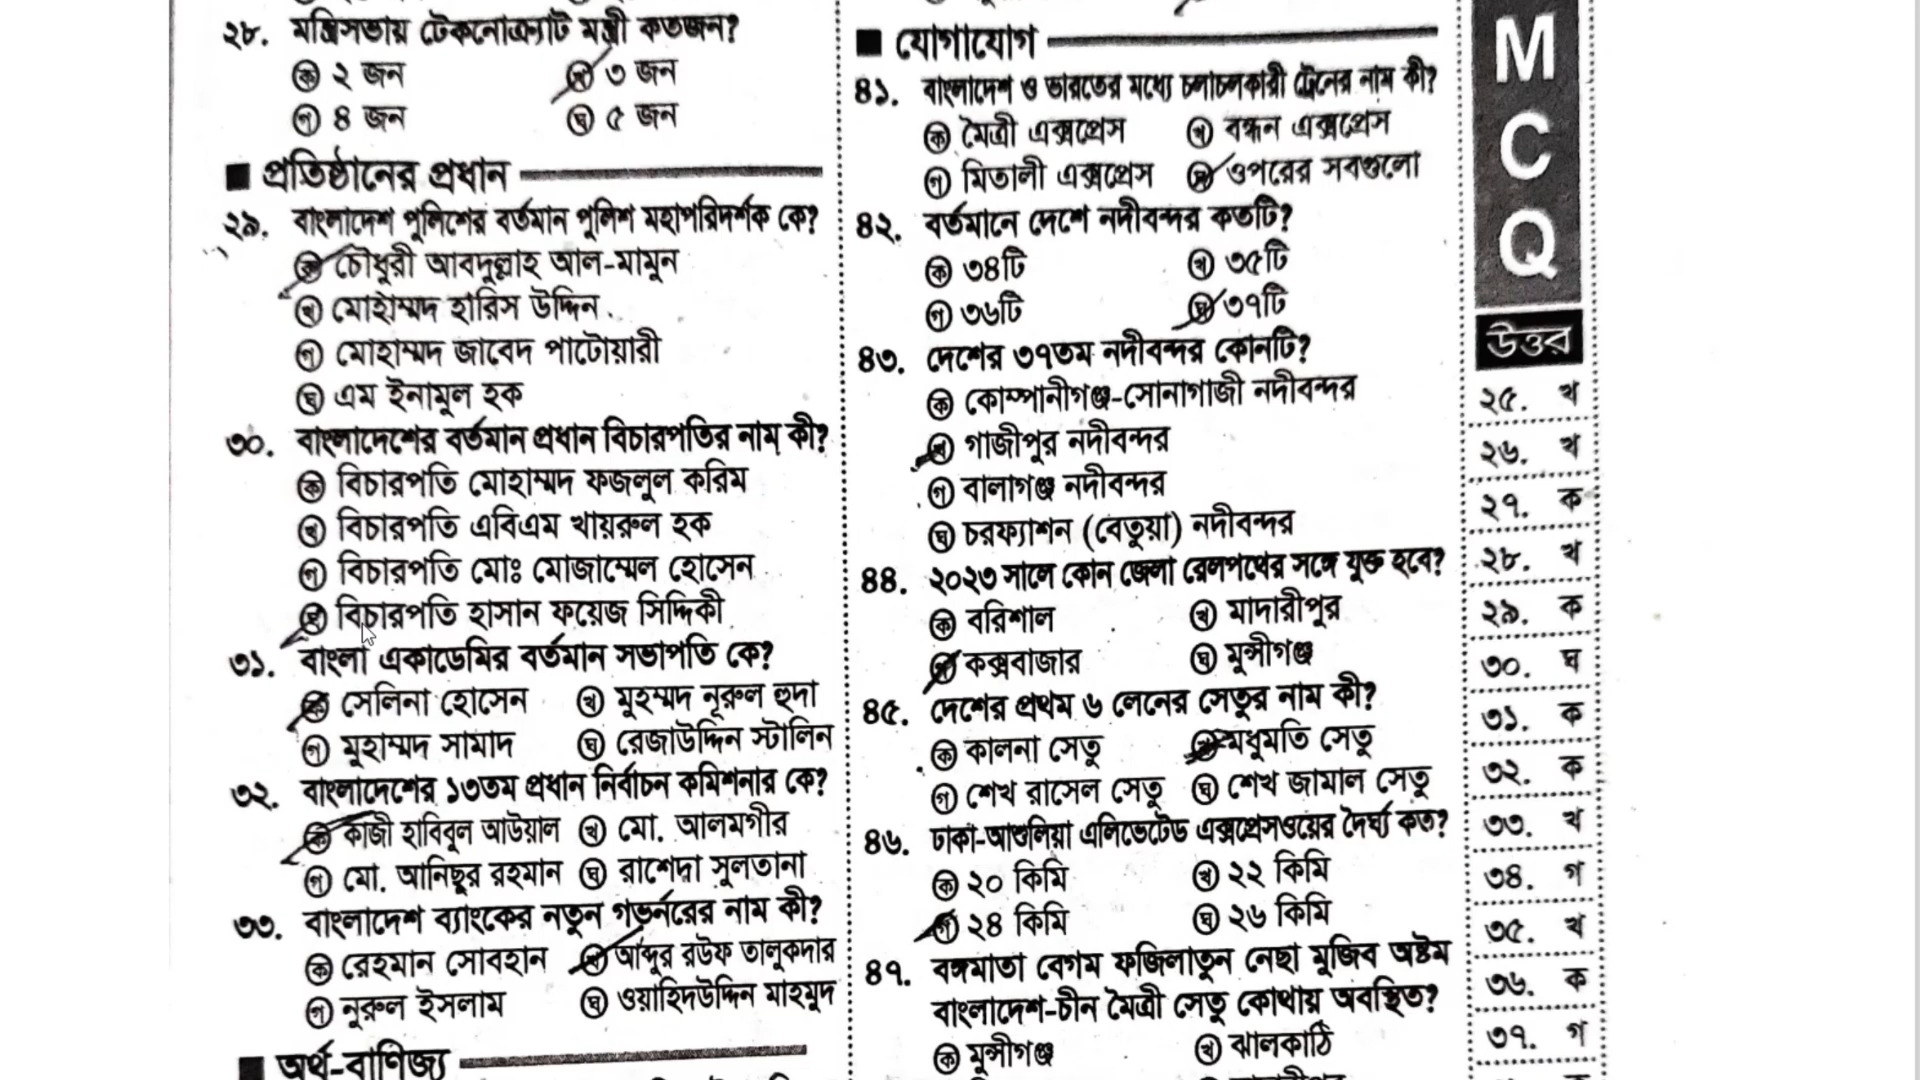 ২৮. মন্ত্রিসভায় টেকনোক্র্যাট মন্ত্রী কতজন?
ক ২ জন খ ৩ জন
গ ৪ জন ঘ ৫ জন
■ প্রতিষ্ঠানের প্রধান
২৯. বাংলাদেশ পুলিশের বর্তমান পুলিশ মহাপরিদর্শক কে?
ক চৌধুরী আবদুল্লাহ আল-মামুন
খ মোহাম্মদ হারিস উদ্দিন
গ মোহাম্মদ জাবেদ পাটোয়ারী
ঘ এম ইনামুল হক
৩০. বাংলাদেশের বর্তমান প্রধান বিচারপতির নাম কী?
ক বিচারপতি মোহাম্মদ ফজলুল করিম
খ বিচারপতি এবিএম খায়রুল হক
গ বিচারপতি মোঃ মোজাম্মেল হোসেন
ঘ বিচারপতি হাসান ফয়েজ সিদ্দিকী
৩১. বাংলা একাডেমির বর্তমান সভাপতি কে?
ক সেলিনা হোসেন খ মুহম্মদ নূরুল হুদা
গ মুহাম্মদ সামাদ ঘ রেজাউদ্দিন স্টালিন
৩২. বাংলাদেশের ১৩তম প্রধান নির্বাচন কমিশনার কে?
ক কাজী হাবিবুল আউয়াল খ মো. আলমগীর
গ মো. আনিছুর রহমান ঘ রাশেদা সুলতানা
৩৩. বাংলাদেশ ব্যাংকের নতুন গভর্নরের নাম কী?
ক রেহমান সোবহান খ আব্দুর রউফ তালুকদার
গ নুরুল ইসলাম ঘ ওয়াহিদউদ্দিন মাহমুদ
■ অর্থ-বাণিজ্য
■ যোগাযোগ
৪১. বাংলাদেশ ও ভারতের মধ্যে চলাচলকারী ট্রেনের নাম কী?
ক মৈত্রী এক্সপ্রেস খ বন্ধন এক্সপ্রেস
গ মিতালী এক্সপ্রেস ঘ ওপরের সবগুলো
৪২. বর্তমানে দেশে নদীবন্দর কতটি?
ক ৩৪টি খ ৩৫টি
গ ৩৬টি ঘ ৩৭টি
৪৩. দেশের ৩৭তম নদীবন্দর কোনটি?
ক কোম্পানীগঞ্জ-সোনাগাজী নদীবন্দর
খ গাজীপুর নদীবন্দর
গ বালাগঞ্জ নদীবন্দর
ঘ চরফ্যাশন (বেতুয়া) নদীবন্দর
৪৪. ২০২৩ সালে কোন জেলা রেলপথের সঙ্গে যুক্ত হবে?
ক বরিশাল খ মাদারীপুর
গ কক্সবাজার ঘ মুন্সীগঞ্জ
৪৫. দেশের প্রথম ৬ লেনের সেতুর নাম কী?
ক কালনা সেতু খ মধুমতি সেতু
গ শেখ রাসেল সেতু ঘ শেখ জামাল সেতু
৪৬. ঢাকা-আশুলিয়া এলিভেটেড এক্সপ্রেসওয়ের দৈর্ঘ্য কত?
ক ২০ কিমি খ ২২ কিমি
গ ২৪ কিমি ঘ ২৬ কিমি
৪৭. বঙ্গমাতা বেগম ফজিলাতুন নেছা মুজিব অষ্টম
বাংলাদেশ-চীন মৈত্রী সেতু কোথায় অবস্থিত?
ক মুন্সীগঞ্জ খ ঝালকাঠি
M
C
Q
উত্তর
২৫. খ
২৬. খ
২৭. ক
২৮. খ
২৯. ক
৩০. ঘ
৩১. ক
৩২. ক
৩৩. খ
৩৪. গ
৩৫. খ
৩৬. ক
৩৭. গ